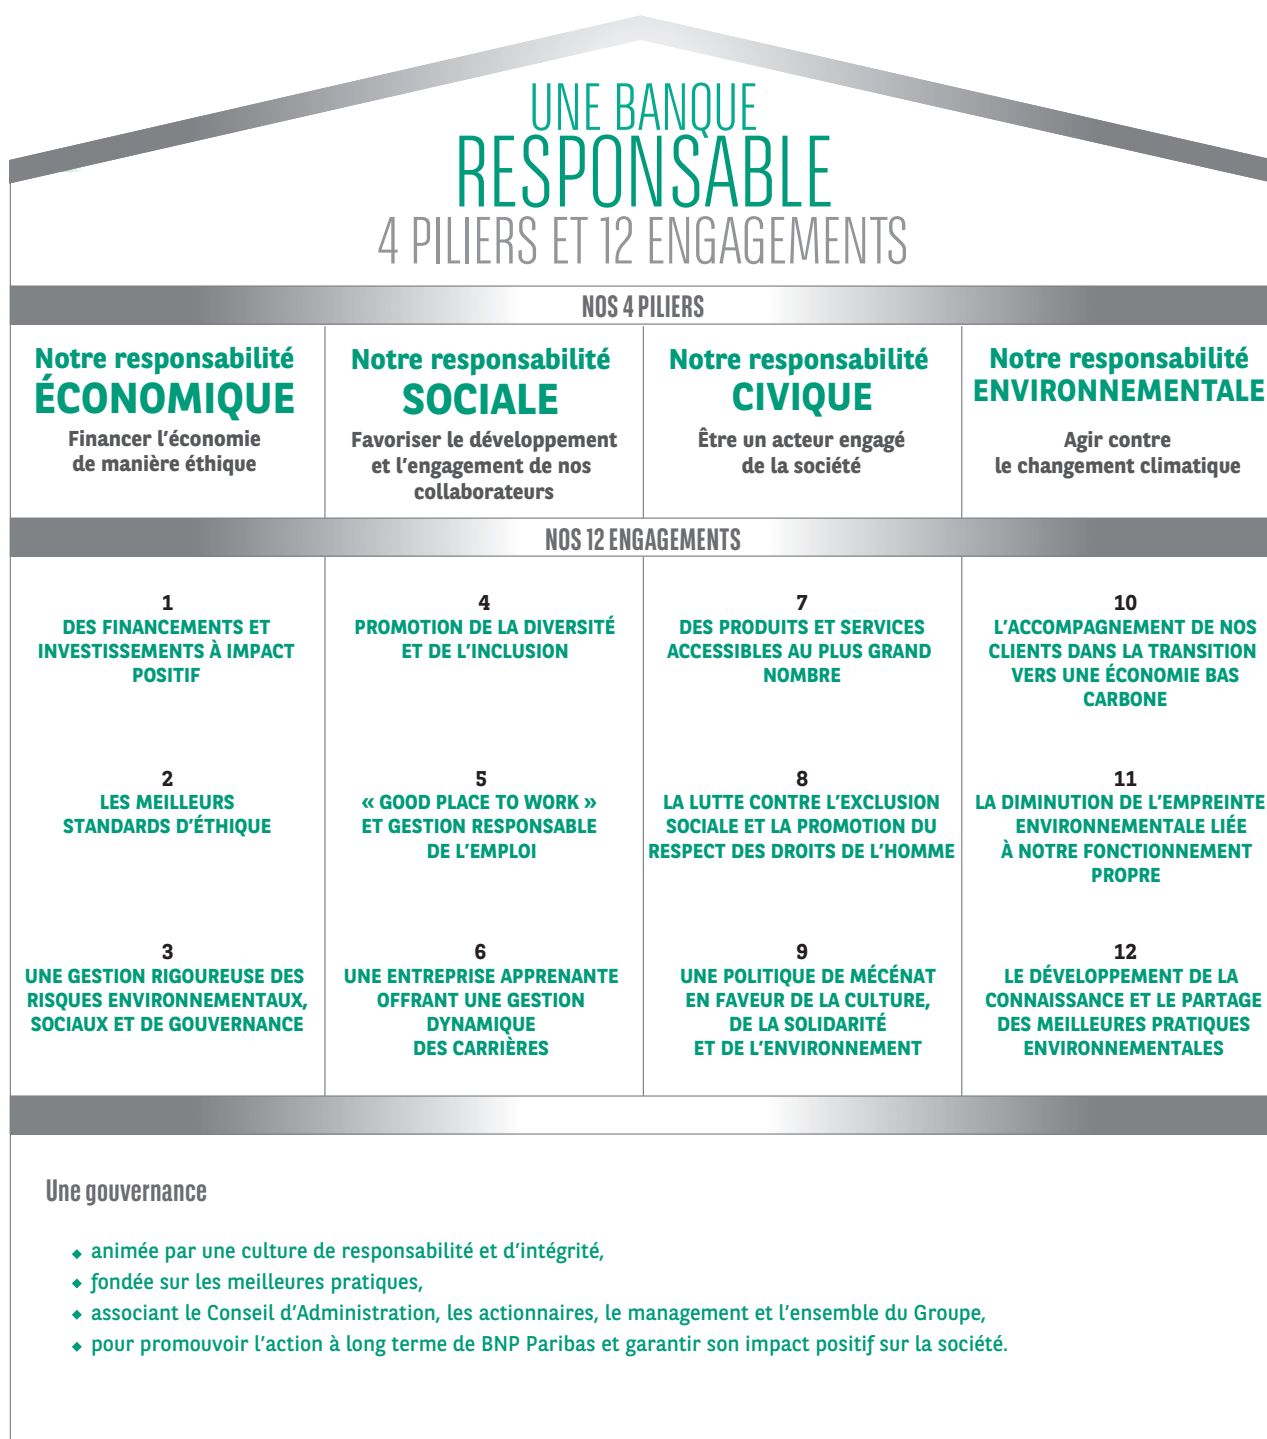 UNE BANQUE
RESPONSABLE
4 PILIERS ET 12 ENGAGEMENTS
NOS 4 PILIERS
Notre responsabilité
ÉCONOMIQUE
Financer l'économie
de manière éthique
Notre responsabilité
SOCIALE
Favoriser le développement
et l'engagement de nos
collaborateurs
Notre responsabilité
CIVIQUE
Être un acteur engagé
de la société
Notre responsabilité
ENVIRONNEMENTALE
Agir contre
le changement climatique
NOS 12 ENGAGEMENTS
1
DES FINANCEMENTS ET
INVESTISSEMENTS À IMPACT
POSITIF
4
PROMOTION DE LA DIVERSITÉ
ET DE L'INCLUSION
7
DES PRODUITS ET SERVICES
ACCESSIBLES AU PLUS GRAND
NOMBRE
10
L'ACCOMPAGNEMENT DE NOS
CLIENTS DANS LA TRANSITION
VERS UNE ÉCONOMIE BAS
CARBONE
2
LES MEILLEURS
STANDARDS D'ÉTHIQUE
5
« GOOD PLACE TO WORK »
ET GESTION RESPONSABLE
DE L'EMPLOI
8
LA LUTTE CONTRE L'EXCLUSION
SOCIALE ET LA PROMOTION DU
RESPECT DES DROITS DE L'HOMME
11
LA DIMINUTION DE L'EMPREINTE
ENVIRONNEMENTALE LIÉE
À NOTRE FONCTIONNEMENT
PROPRE
3
UNE GESTION RIGOUREUSE DES
RISQUES ENVIRONNEMENTAUX,
SOCIAUX ET DE GOUVERNANCE
6
UNE ENTREPRISE APPRENANTE
OFFRANT UNE GESTION
DYNAMIQUE
DES CARRIÈRES
9
UNE POLITIQUE DE MÉCÉNAT
EN FAVEUR DE LA CULTURE,
DE LA SOLIDARITÉ
ET DE L'ENVIRONNEMENT
12
LE DÉVELOPPEMENT DE LA
CONNAISSANCE ET LE PARTAGE
DES MEILLEURES PRATIQUES
ENVIRONNEMENTALES
Une gouvernance
◆ animée par une culture de responsabilité et d'intégrité,
◆ fondée sur les meilleures pratiques,
◆ associant le Conseil d'Administration, les actionnaires, le management et l'ensemble du Groupe,
◆ pour promouvoir l'action à long terme de BNP Paribas et garantir son impact positif sur la société.